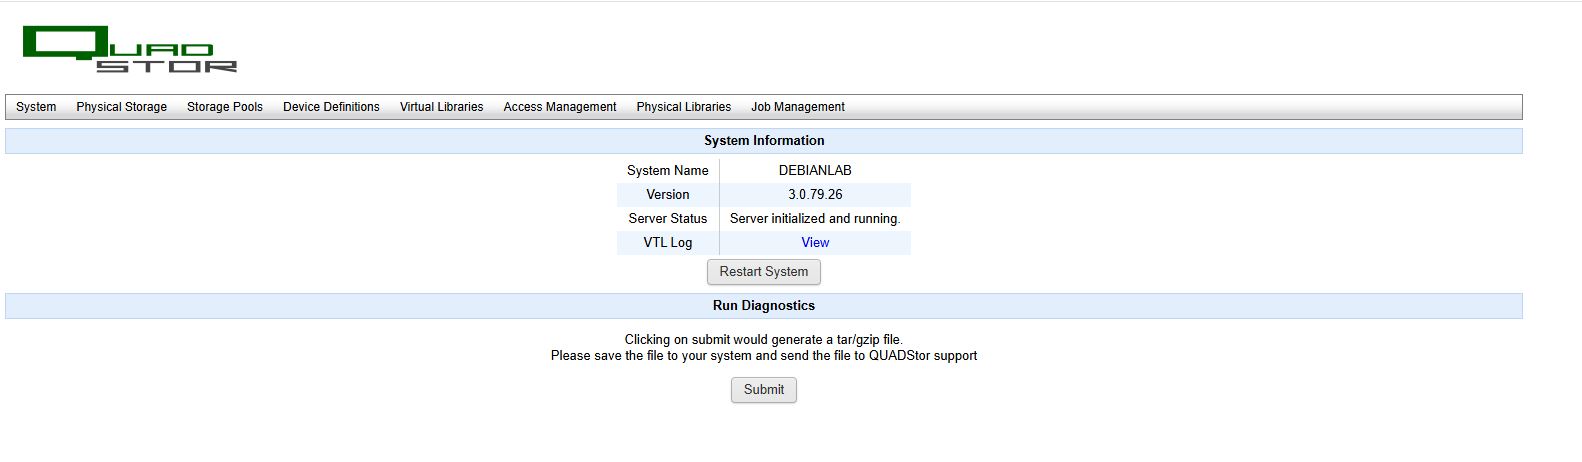 QUAD
STOR
System Physical Storage Storage Pools Device Definitions Virtual Libraries Access Management Physical Libraries Job Management
System Information
System Name DEBIANLAB
Version 3.0.79.26
Server Status Server initialized and running.
VTL Log View
Restart System
Run Diagnostics
Clicking on submit would generate a tar/gzip file.
Please save the file to your system and send the file to QUADStor support
Submit